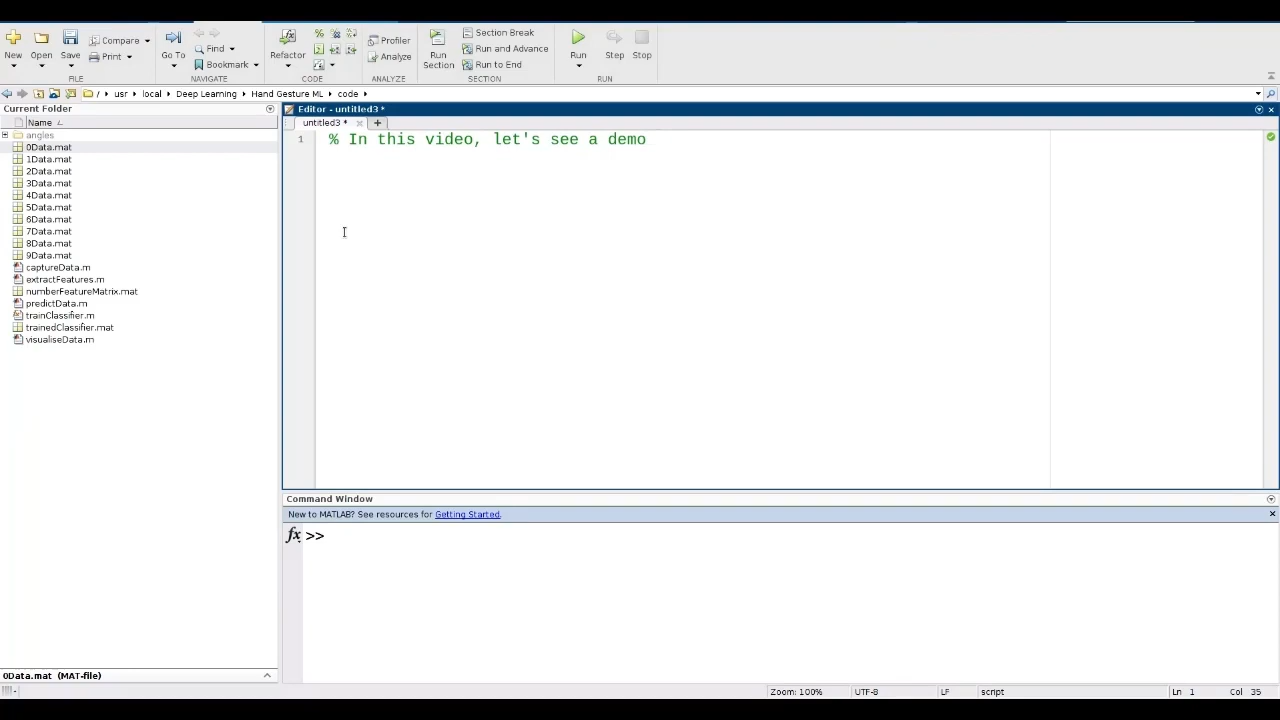 Section Break
Compare
Find
Profiler
Run and Advance
New Open Save Print Go To Bookmark Refactor Analyze Run Section Run to End Run Step Stop
FILE NAVIGATE CODE ANALYZE SECTION RUN
/ usr local Deep Learning Hand Gesture ML code
Current Folder
Name
angles
0Data.mat
1Data.mat
2Data.mat
3Data.mat
4Data.mat
5Data.mat
6Data.mat
7Data.mat
8Data.mat
9Data.mat
captureData.m
extractFeatures.m
numberFeatureMatrix.mat
predictData.m
trainClassifier.m
trainedClassifier.mat
visualiseData.m
0Data.mat (MAT-file)
Editor - untitled3 *
untitled3 *
1 % In this video, let's see a demo
Command Window
New to MATLAB? See resources for Getting Started.
fx >>
Zoom: 100% UTF-8 LF script Ln 1 Col 35